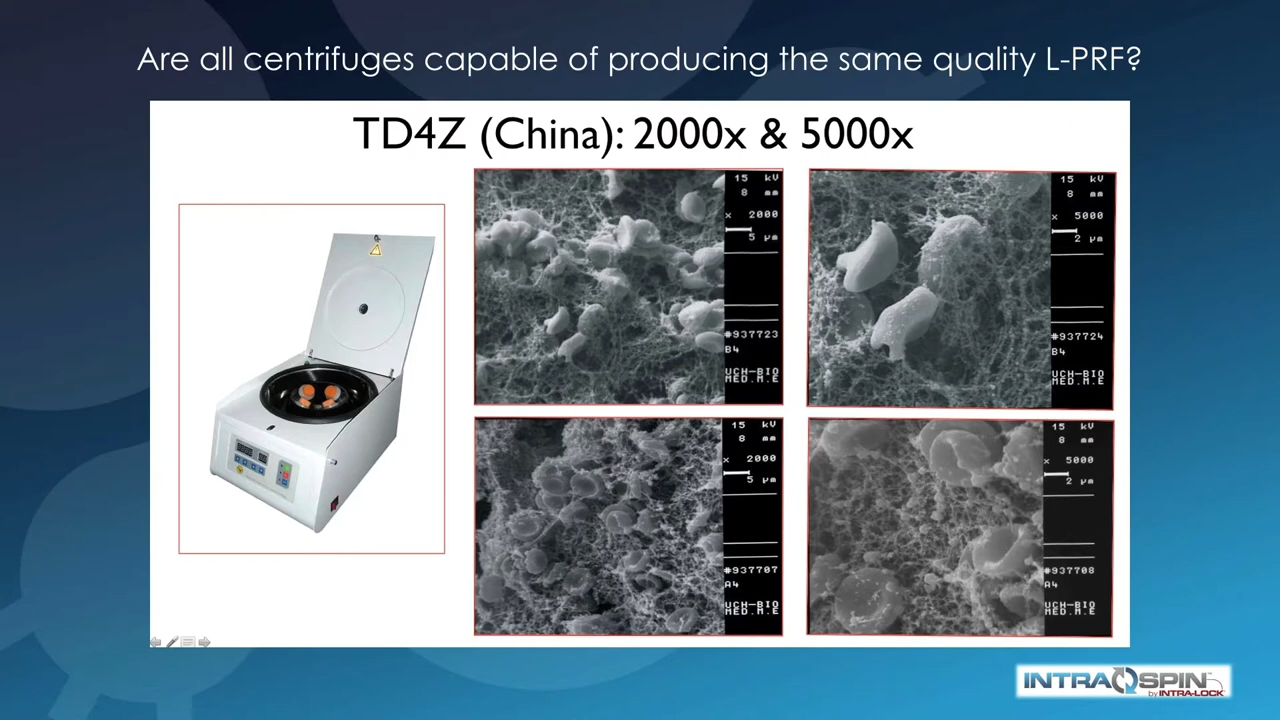 Are all centrifuges capable of producing the same quality L-PRF?
TD4Z (China): 2000x & 5000x
15 kV
8 mm
x 2000
5 µm
#937723
B4
UCH-BIO
MED.M.E
15 kV
8 mm
x 5000
2 µm
#937724
B4
UCH-BIO
MED.M.E
15 kV
8 mm
x 2000
5 µm
#937707
A4
UCH-BIO
MED.M.E
15 kV
8 mm
x 5000
2 µm
#937708
A4
UCH-BIO
MED.M.E
INTRA SPIN
by INTRA-LOCK